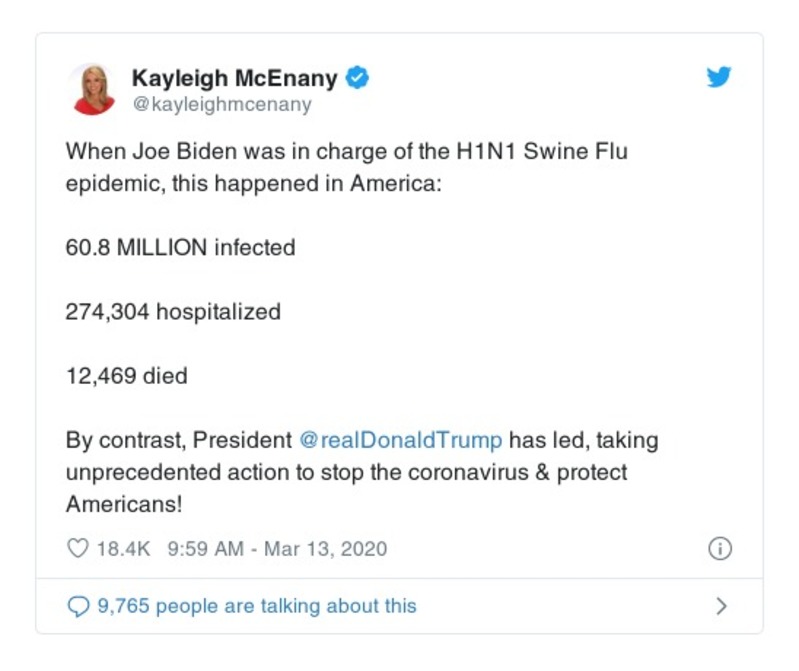 Kayleigh McEnany
@kayleighmcenany
When Joe Biden was in charge of the H1N1 Swine Flu
epidemic, this happened in America:
60.8 MILLION infected
274,304 hospitalized
12,469 died
By contrast, President @realDonaldTrump has led, taking
unprecedented action to stop the coronavirus & protect
Americans!
18.4K 9:59 AM - Mar 13, 2020
9,765 people are talking about this